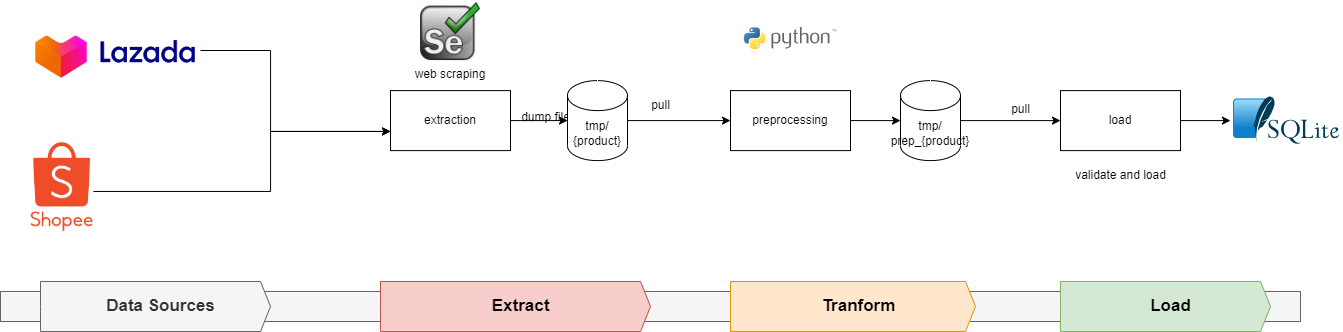 Lazada
Se
web scraping
extraction
dump file
tmp/
{product}
pull
python™
preprocessing
tmp/
prep_{product}
pull
load
validate and load
SQLite
S
Shopee
Data Sources
Extract
Tranform
Load